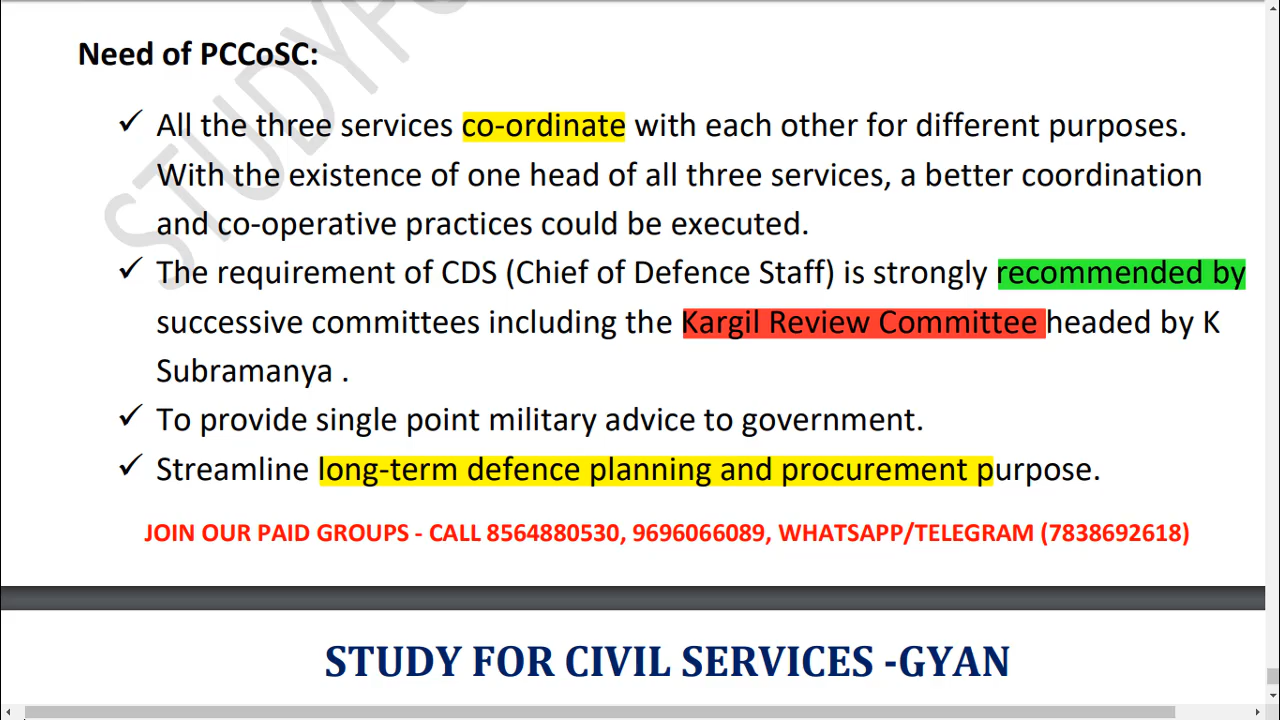 Need of PCCoSC:
✓ All the three services co-ordinate with each other for different purposes.
With the existence of one head of all three services, a better coordination
and co-operative practices could be executed.
✓ The requirement of CDS (Chief of Defence Staff) is strongly recommended by
successive committees including the Kargil Review Committee headed by K
Subramanya .
✓ To provide single point military advice to government.
✓ Streamline long-term defence planning and procurement purpose.
JOIN OUR PAID GROUPS - CALL 8564880530, 9696066089, WHATSAPP/TELEGRAM (7838692618)
STUDY FOR CIVIL SERVICES -GYAN
STUDYFO